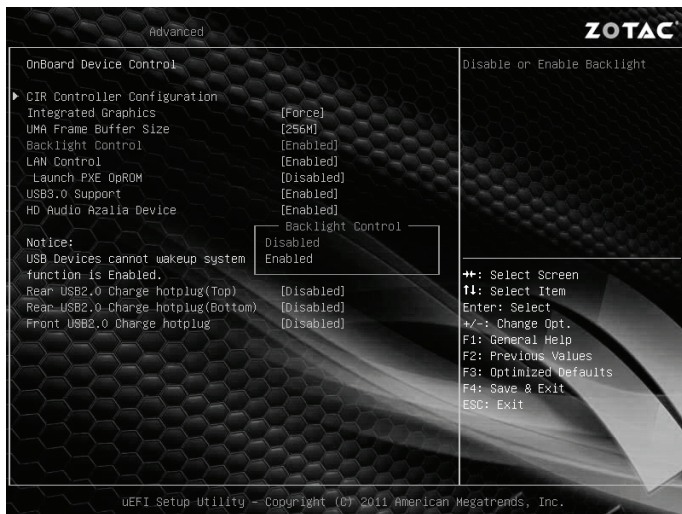 Advanced
ZOTAC
OnBoard Device Control
Disable or Enable Backlight
CIR Controller Configuration
Integrated Graphics [Force]
UMA Frame Buffer Size [256M]
Backlight Control [Enabled]
LAN Control [Enabled]
Launch PXE OpROM [Disabled]
USB3.0 Support [Enabled]
HD Audio Azalia Device [Enabled]
Backlight Control
Disabled
Enabled
Notice:
USB Devices cannot wakeup system
function is Enabled.
Rear USB2.0 Charge hotplug(Top) [Disabled]
Rear USB2.0 Charge hotplug(Bottom) [Disabled]
Front USB2.0 Charge hotplug [Disabled]
→←: Select Screen
↑↓: Select Item
Enter: Select
+/-: Change Opt.
F1: General Help
F2: Previous Values
F3: Optimized Defaults
F4: Save & Exit
ESC: Exit
uEFI Setup Utility – Copyright (C) 2011 American Megatrends, Inc.